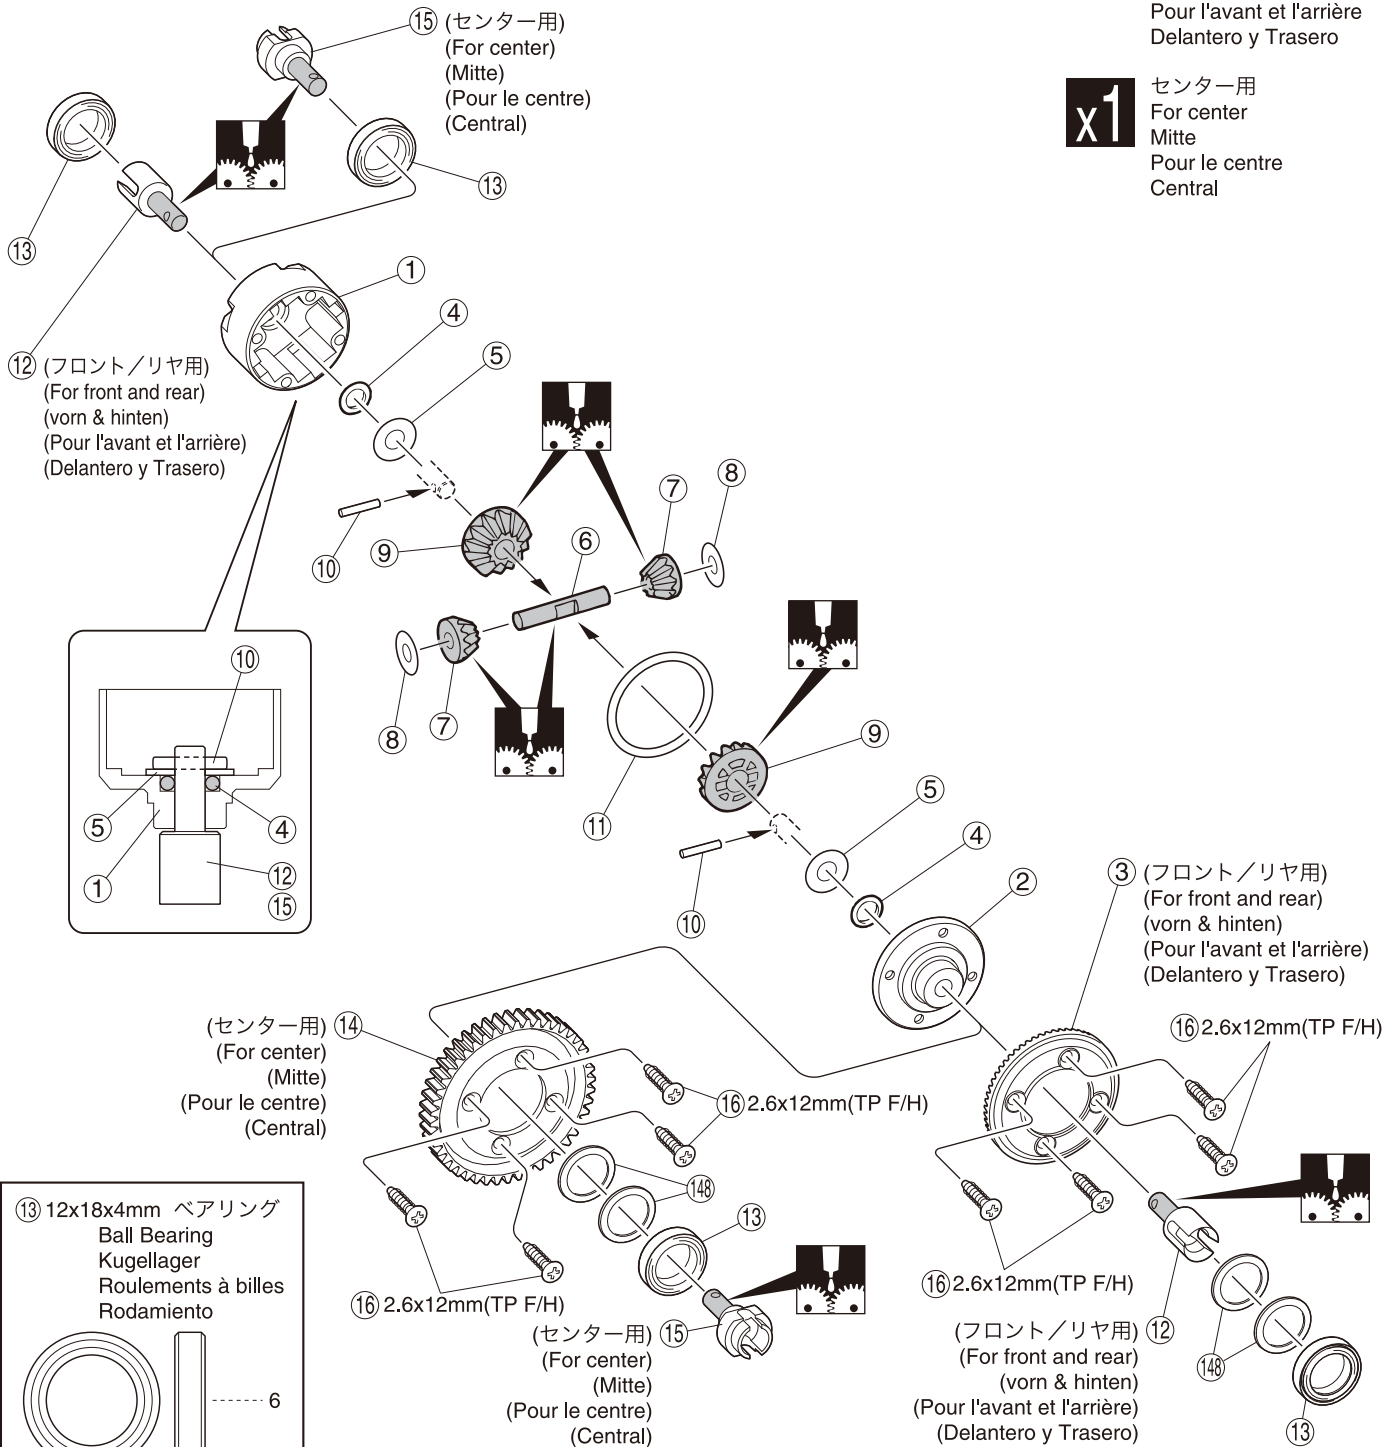 ⑮ (センター用)
(For center)
(Mitte)
(Pour le centre)
(Central)
Pour l'avant et l'arrière
Delantero y Trasero
x1
センター用
For center
Mitte
Pour le centre
Central
⑬
⑬
①
④
⑤
⑫ (フロント／リヤ用)
(For front and rear)
(vorn & hinten)
(Pour l'avant et l'arrière)
(Delantero y Trasero)
⑩
⑨
⑥
⑦
⑧
⑧
⑦
⑪
⑨
⑤
④
⑩
②
⑩
⑤
④
①
⑫
⑮
③ (フロント／リヤ用)
(For front and rear)
(vorn & hinten)
(Pour l'avant et l'arrière)
(Delantero y Trasero)
⑯ 2.6x12mm(TP F/H)
(センター用) ⑭
(For center)
(Mitte)
(Pour le centre)
(Central)
⑯ 2.6x12mm(TP F/H)
148
⑬
⑯ 2.6x12mm(TP F/H)
(センター用) ⑮
(For center)
(Mitte)
(Pour le centre)
(Central)
⑯ 2.6x12mm(TP F/H)
(フロント／リヤ用) ⑫
(For front and rear)
(vorn & hinten)
(Pour l'avant et l'arrière)
(Delantero y Trasero)
148
⑬
⑬ 12x18x4mm ベアリング
Ball Bearing
Kugellager
Roulements à billes
Rodamiento
6